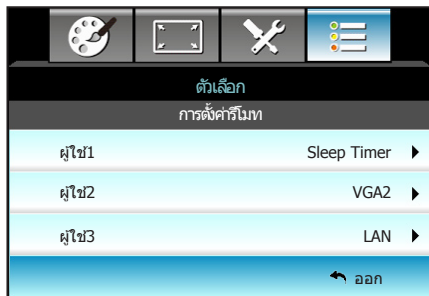 ตัวเลือก
การตั้งค่ารีโมท
ผู้ใช้1 Sleep Timer
ผู้ใช้2 VGA2
ผู้ใช้3 LAN
ออก